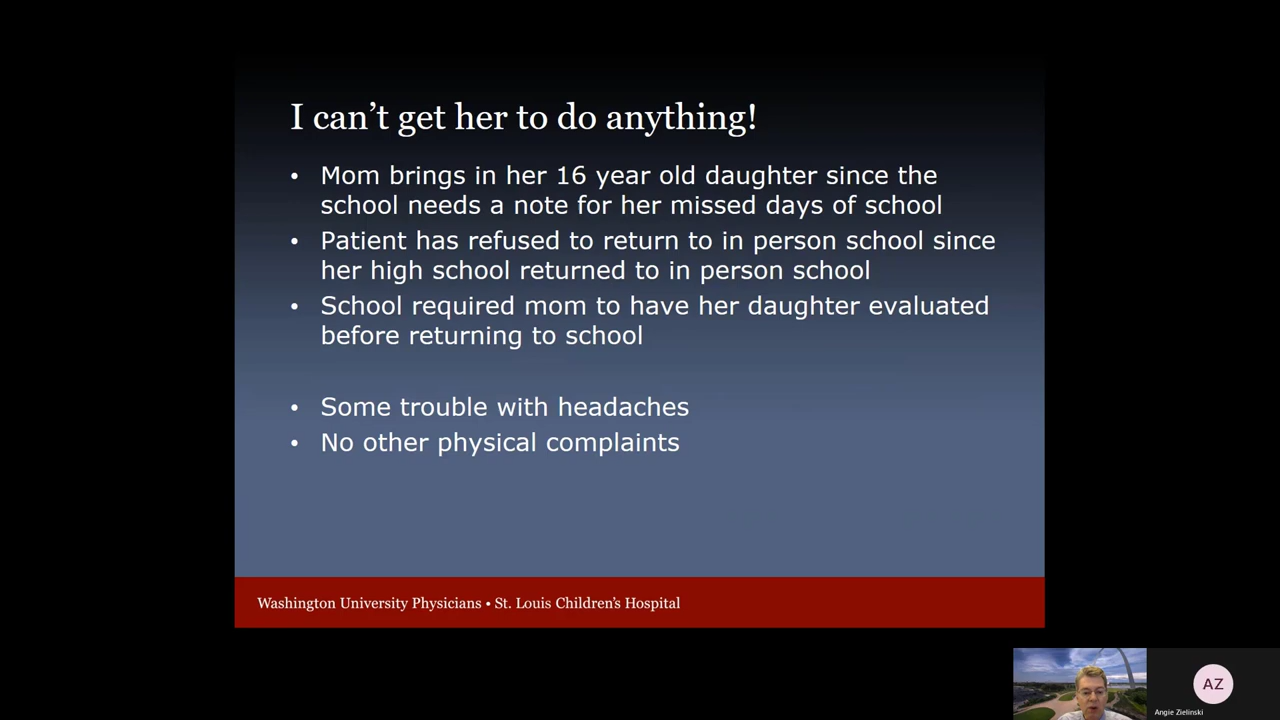 I can’t get her to do anything!
• Mom brings in her 16 year old daughter since the
school needs a note for her missed days of school
• Patient has refused to return to in person school since
her high school returned to in person school
• School required mom to have her daughter evaluated
before returning to school
• Some trouble with headaches
• No other physical complaints
Washington University Physicians • St. Louis Children’s Hospital
AZ
Angie Zielinski